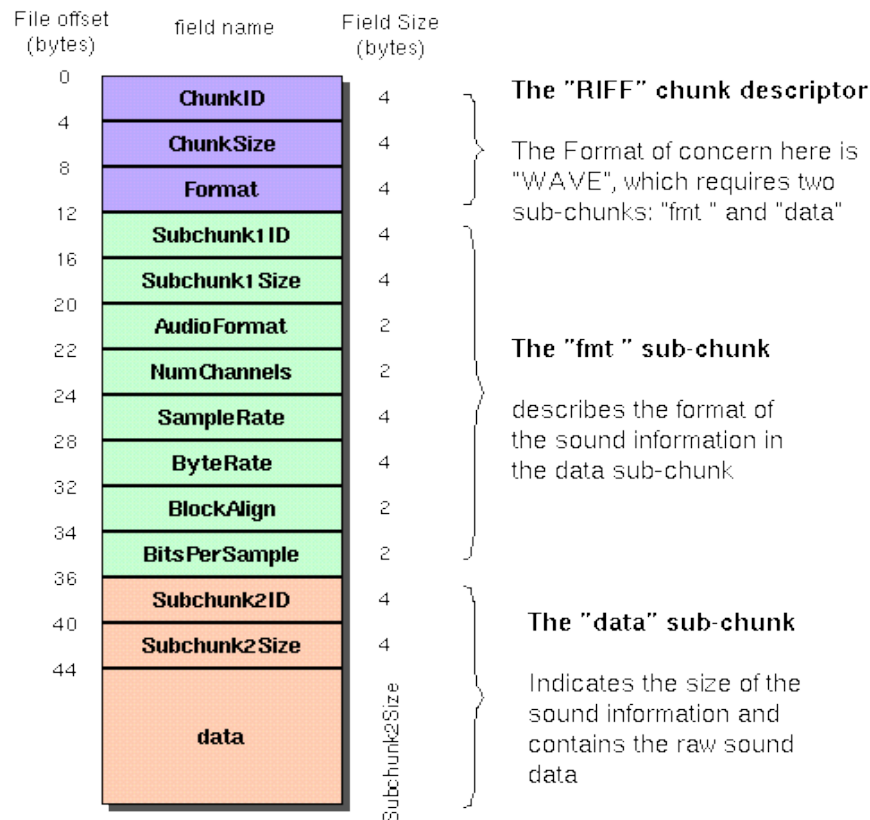 File offset
(bytes)
field name
Field Size
(bytes)
0
ChunkID
4
4
ChunkSize
4
8
Format
4
12
Subchunk1ID
4
16
Subchunk1Size
4
20
AudioFormat
2
22
NumChannels
2
24
SampleRate
4
28
ByteRate
4
32
BlockAlign
2
34
BitsPerSample
2
36
Subchunk2ID
4
40
Subchunk2Size
4
44
data
Subchunk2Size
The "RIFF" chunk descriptor
The Format of concern here is
"WAVE", which requires two
sub-chunks: "fmt " and "data"
The "fmt " sub-chunk
describes the format of
the sound information in
the data sub-chunk
The "data" sub-chunk
Indicates the size of the
sound information and
contains the raw sound
data